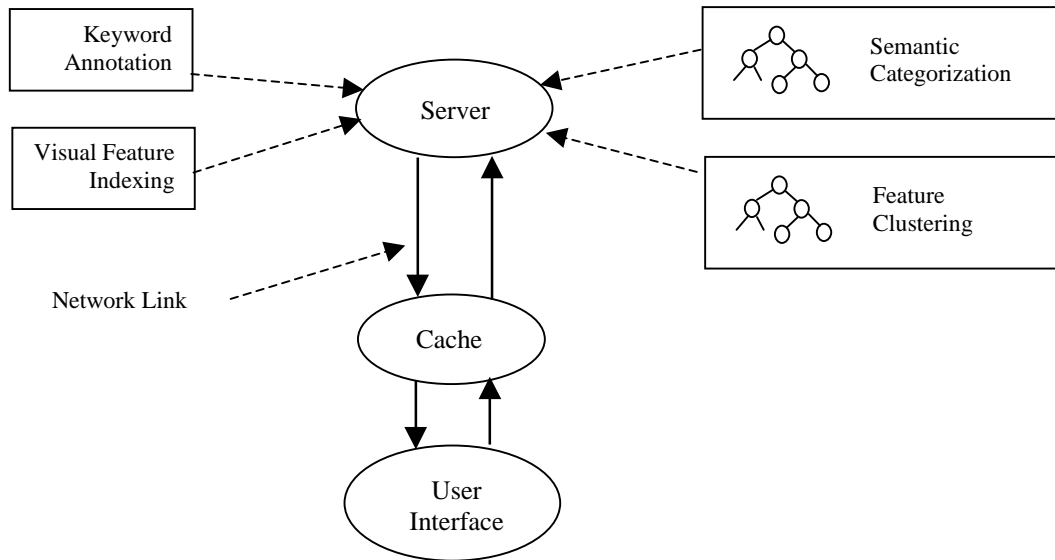 Keyword
Annotation
Semantic
Categorization
Server
Visual Feature
Indexing
Feature
Clustering
Network Link
Cache
User
Interface